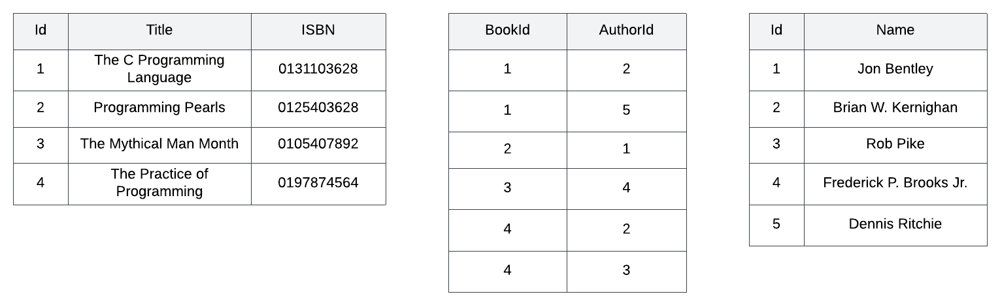 Id Title ISBN
1 The C Programming
Language 0131103628
2 Programming Pearls 0125403628
3 The Mythical Man Month 0105407892
4 The Practice of
Programming 0197874564
BookId AuthorId
1 2
1 5
2 1
3 4
4 2
4 3
Id Name
1 Jon Bentley
2 Brian W. Kernighan
3 Rob Pike
4 Frederick P. Brooks Jr.
5 Dennis Ritchie